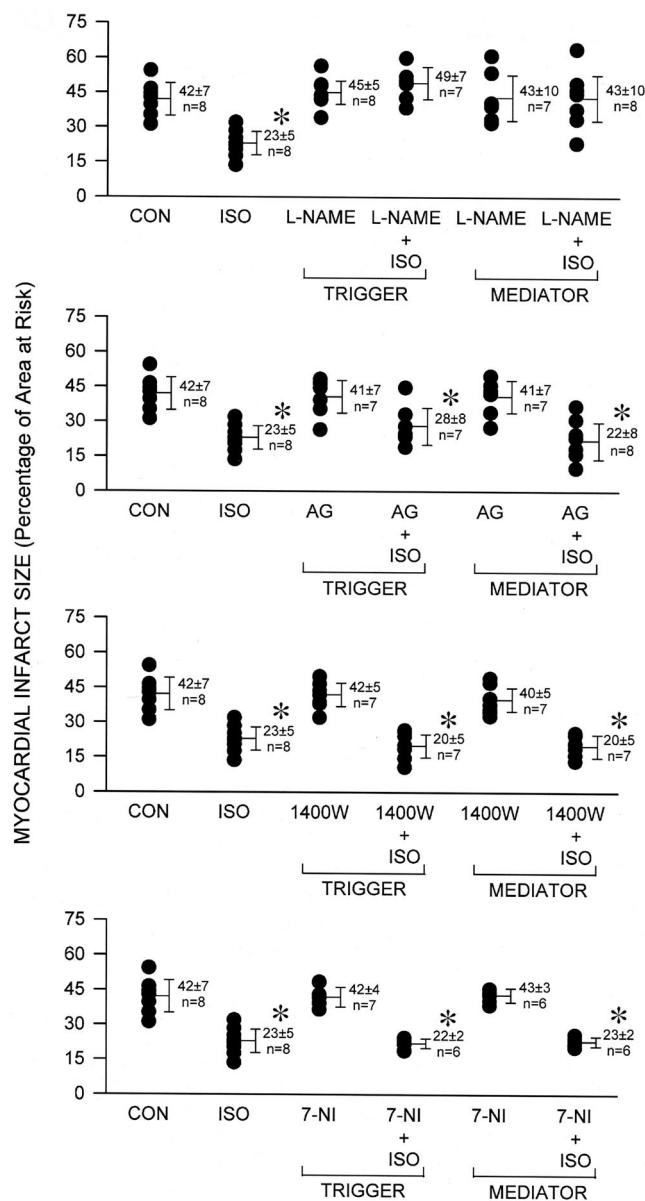 MYOCARDIAL INFARCT SIZE (Percentage of Area at Risk)
75
60
45
30
15
0
42±7
n=8
*
23±5
n=8
45±5
n=8
49±7
n=7
43±10
n=7
43±10
n=8
CON ISO L-NAME L-NAME L-NAME L-NAME
+ +
ISO ISO
TRIGGER MEDIATOR
75
60
45
30
15
0
42±7
n=8
*
23±5
n=8
41±7
n=7
*
28±8
n=7
41±7
n=7
*
22±8
n=8
CON ISO AG AG AG AG
+ +
ISO ISO
TRIGGER MEDIATOR
75
60
45
30
15
0
42±7
n=8
*
23±5
n=8
42±5
n=7
*
20±5
n=7
40±5
n=7
*
20±5
n=7
CON ISO 1400W 1400W 1400W 1400W
+ +
ISO ISO
TRIGGER MEDIATOR
75
60
45
30
15
0
42±7
n=8
*
23±5
n=8
42±4
n=7
*
22±2
n=6
43±3
n=6
*
23±2
n=6
CON ISO 7-NI 7-NI 7-NI 7-NI
+ +
ISO ISO
TRIGGER MEDIATOR